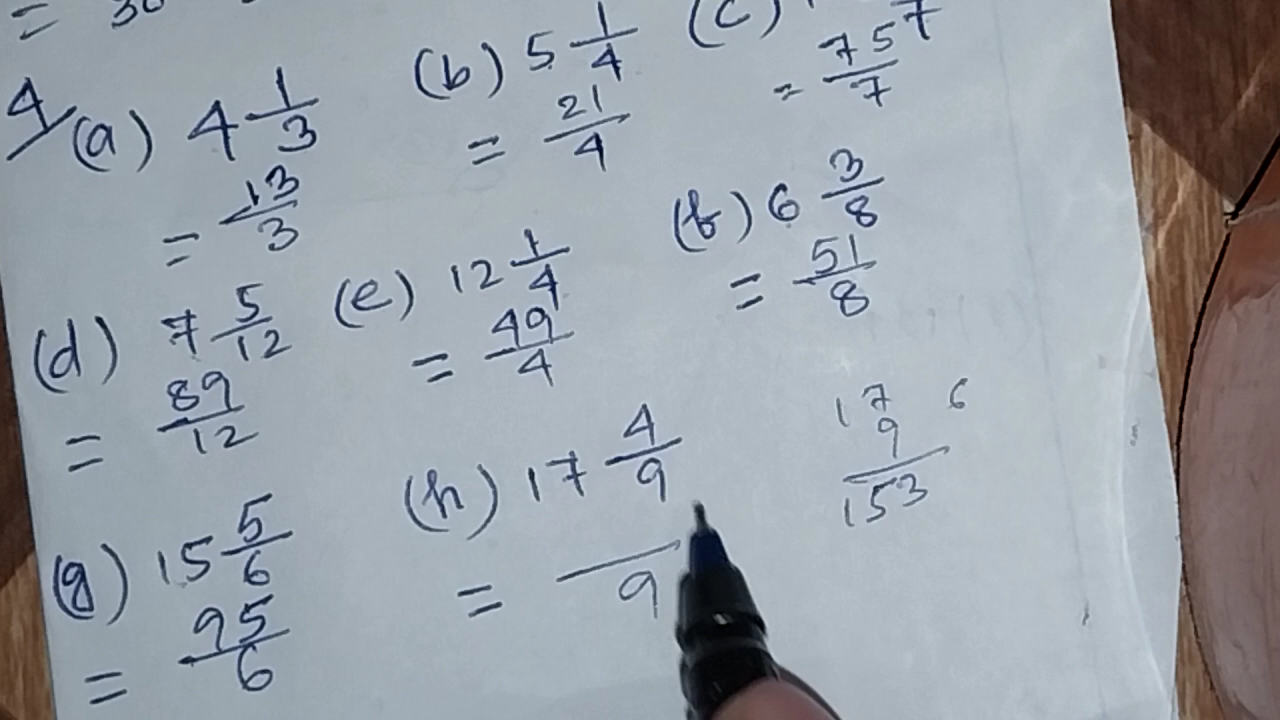 = 30
4/ (a) 4 1/3 (b) 5 1/4 (c)
= 13/3 = 21/4 = 75/7
(d) 7 5/12 (e) 12 1/4 (f) 6 3/8
= 89/12 = 49/4 = 51/8
(g) 15 5/6 (h) 17 4/9
= 95/6 = /9
17 6
9
153